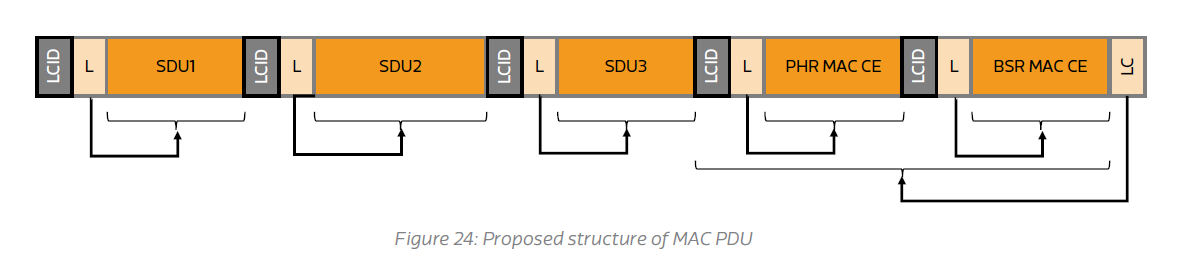 LCID L SDU1 LCID L SDU2 LCID L SDU3 LCID L PHR MAC CE LCID L BSR MAC CE LC
Figure 24: Proposed structure of MAC PDU